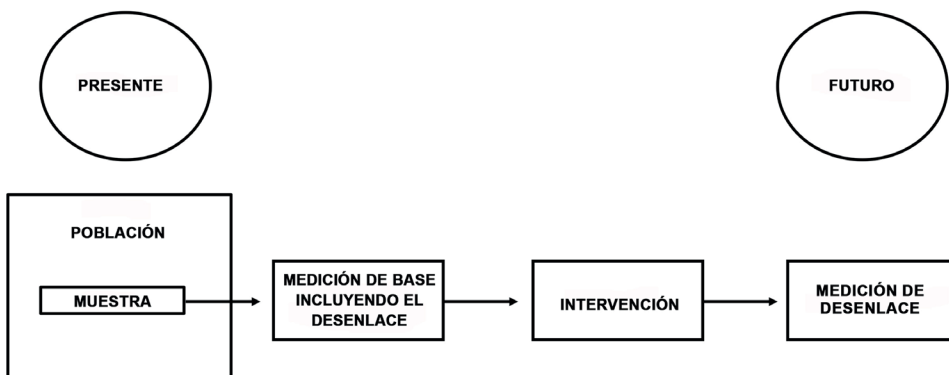 PRESENTE
FUTURO
POBLACIÓN
MUESTRA
MEDICIÓN DE BASE
INCLUYENDO EL
DESENLACE
INTERVENCIÓN
MEDICIÓN DE
DESENLACE